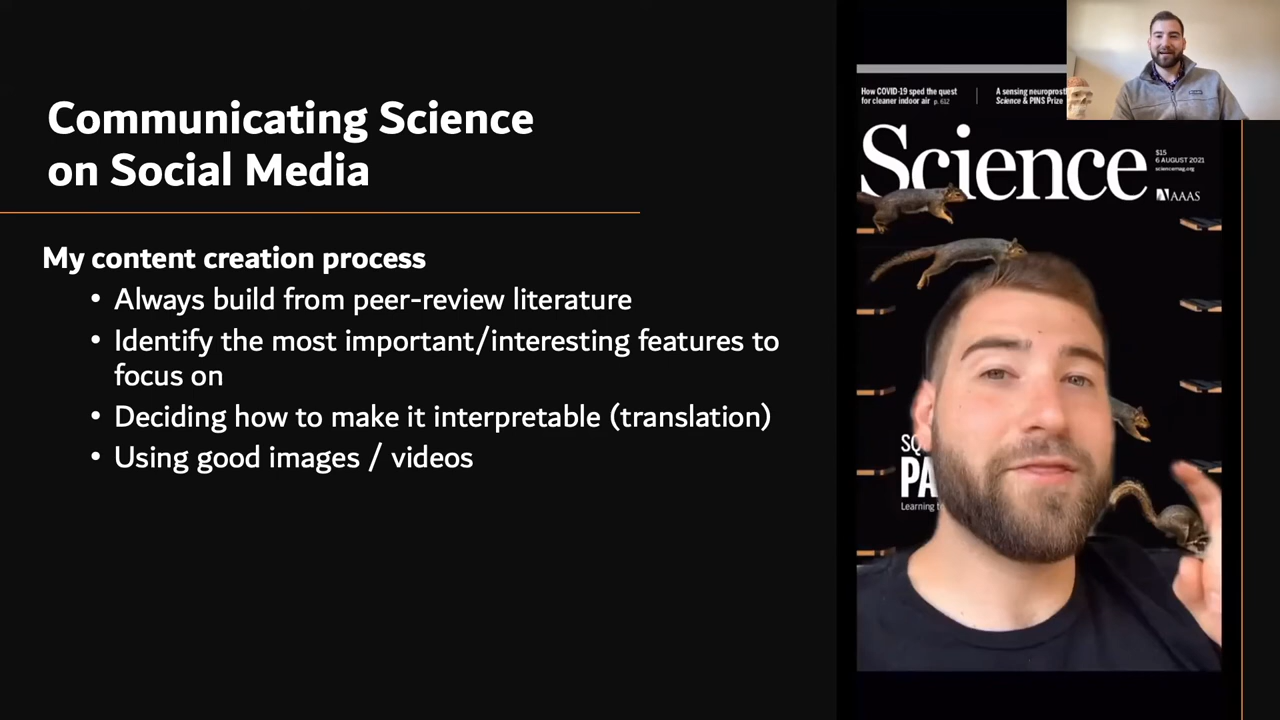 Communicating Science
on Social Media
My content creation process
• Always build from peer-review literature
• Identify the most important/interesting features to
focus on
• Deciding how to make it interpretable (translation)
• Using good images / videos
How COVID-19 sped the quest
for cleaner indoor air p. 612
A sensing
Science & PINS Prize
Science
$15
6 AUGUST 2021
sciencemag.org
AAAS
Learning